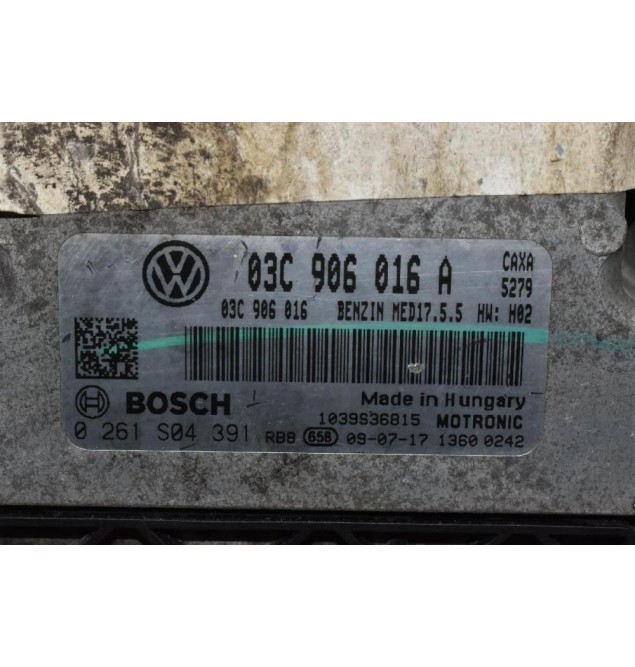 03C 906 016 A
CAXA
5279
03C 906 016 BENZIN MED17.5.5 HW: H02
BOSCH
Made in Hungary
1039S36815 MOTRONIC
0 261 S04 391 RB8 656 09-07-17 1360 0242